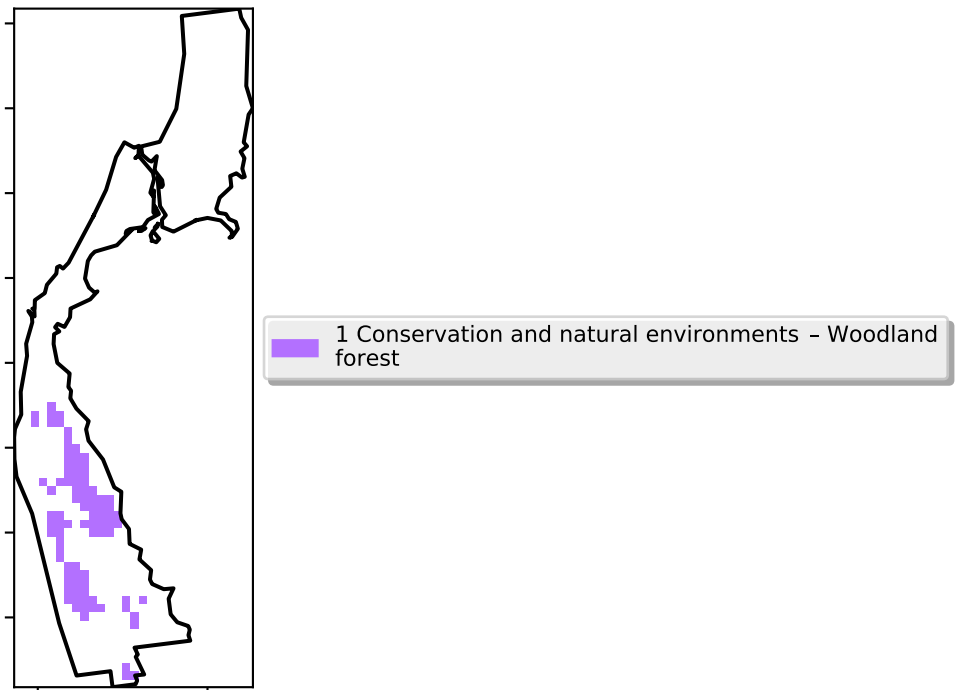 1 Conservation and natural environments – Woodland
forest